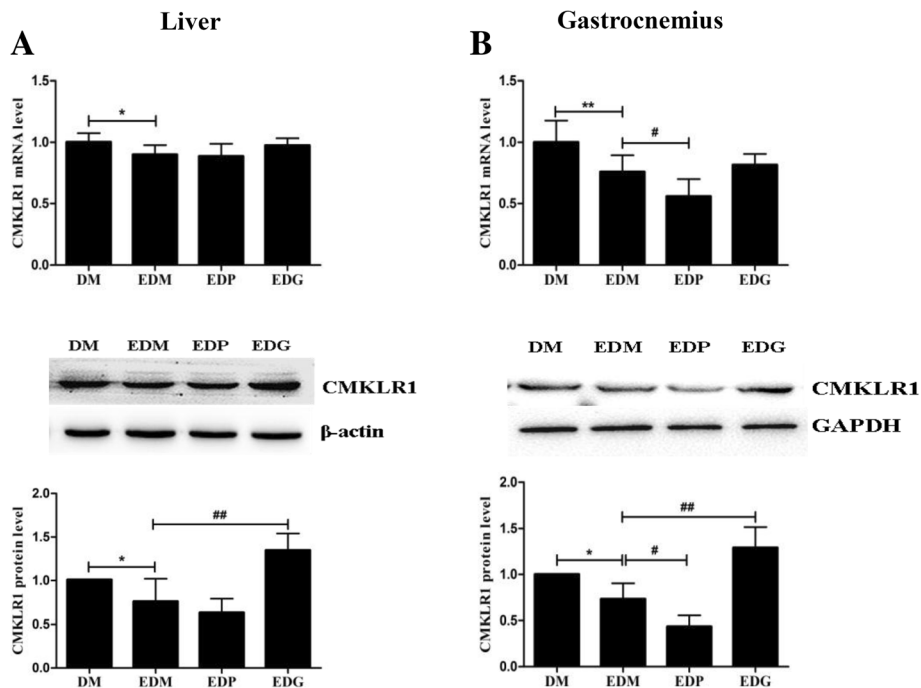 Liver
A
CMKLR1 mRNA level
1.5
1.0
0.5
0.0
*
DM EDM EDP EDG
DM EDM EDP EDG
CMKLR1
β-actin
CMKLR1 protein level
2.0
1.5
1.0
0.5
0.0
*
##
DM EDM EDP EDG
Gastrocnemius
B
CMKLR1 mRNA level
1.5
1.0
0.5
0.0
**
#
DM EDM EDP EDG
DM EDM EDP EDG
CMKLR1
GAPDH
CMKLR1 protein level
2.0
1.5
1.0
0.5
0.0
*
#
##
DM EDM EDP EDG